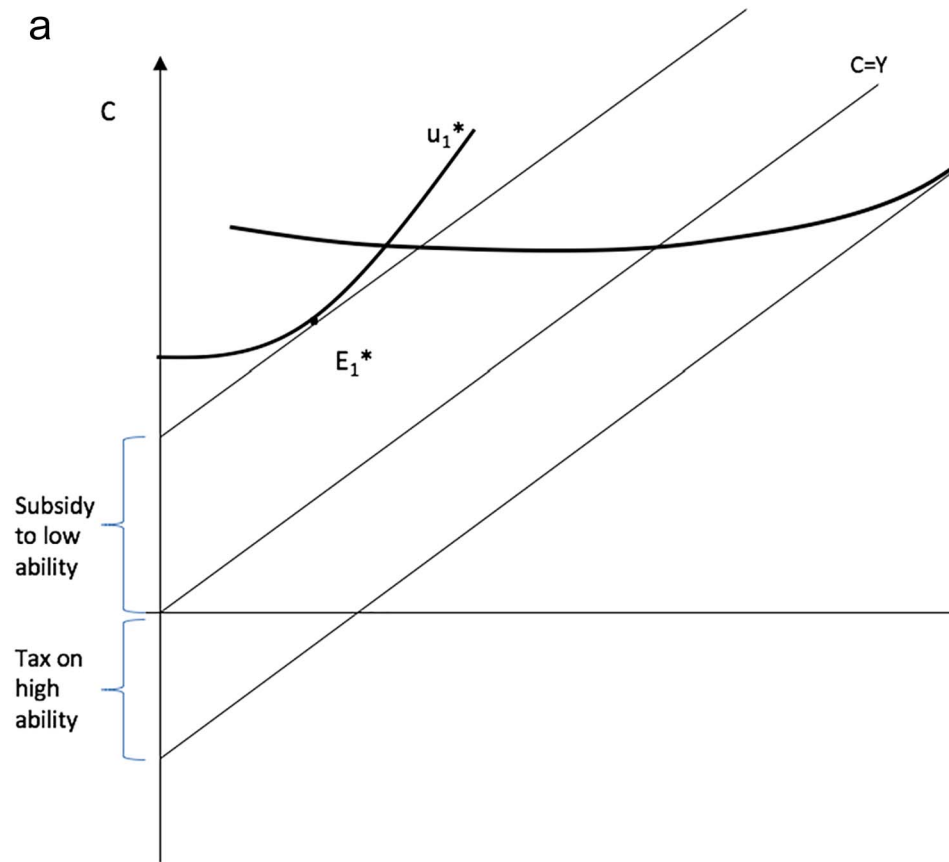 a
C=Y
C
u₁*
E₁*
Subsidy
to low
ability
Tax on
high
ability